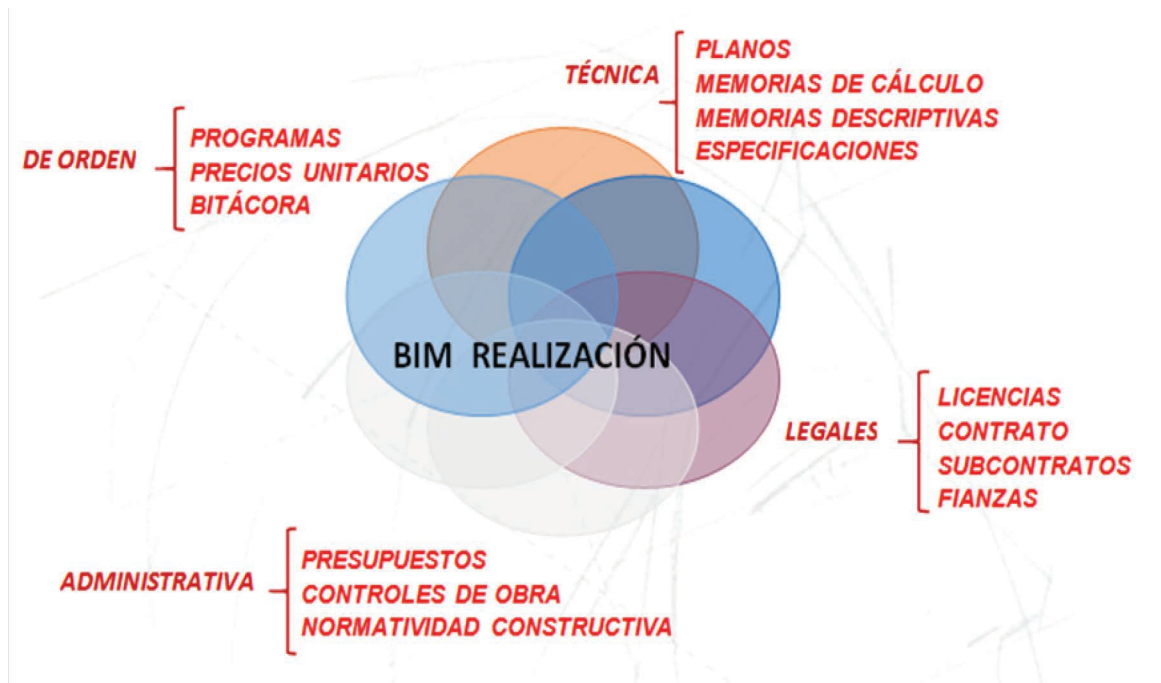 TÉCNICA
PLANOS
MEMORIAS DE CÁLCULO
MEMORIAS DESCRIPTIVAS
ESPECIFICACIONES
DE ORDEN
PROGRAMAS
PRECIOS UNITARIOS
BITÁCORA
BIM REALIZACIÓN
LEGALES
LICENCIAS
CONTRATO
SUBCONTRATOS
FIANZAS
ADMINISTRATIVA
PRESUPUESTOS
CONTROLES DE OBRA
NORMATIVIDAD CONSTRUCTIVA